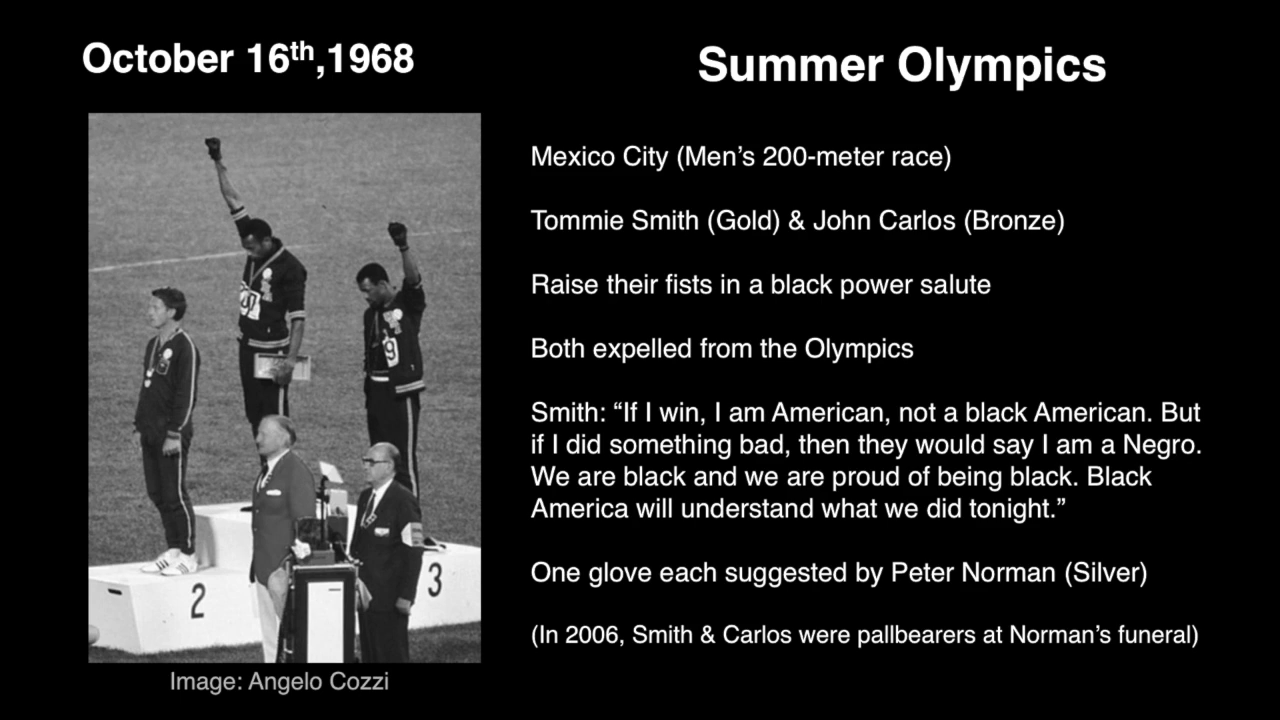 October 16th,1968
Summer Olympics
Mexico City (Men’s 200-meter race)
Tommie Smith (Gold) & John Carlos (Bronze)
Raise their fists in a black power salute
Both expelled from the Olympics
Smith: “If I win, I am American, not a black American. But
if I did something bad, then they would say I am a Negro.
We are black and we are proud of being black. Black
America will understand what we did tonight.”
One glove each suggested by Peter Norman (Silver)
(In 2006, Smith & Carlos were pallbearers at Norman’s funeral)
2
3
9
Image: Angelo Cozzi